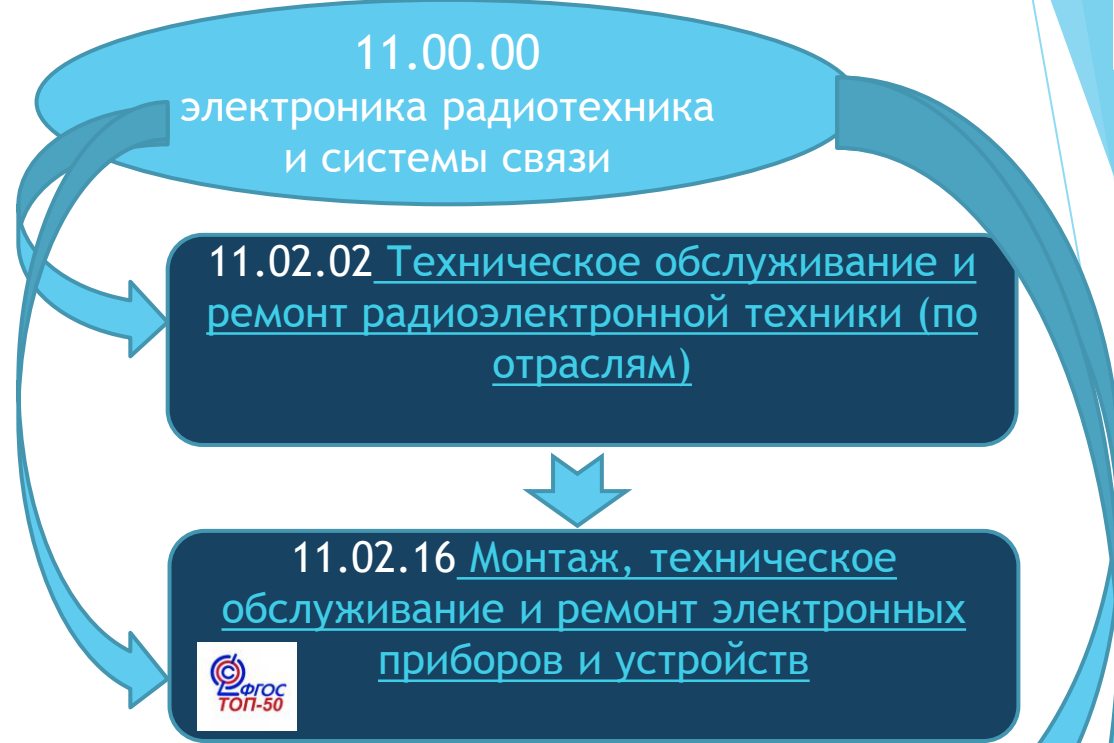 11.00.00
электроника радиотехника
и системы связи
11.02.02 Техническое обслуживание и
ремонт радиоэлектронной техники (по
отраслям)
11.02.16 Монтаж, техническое
обслуживание и ремонт электронных
приборов и устройств
ФГОС
ТОП-50